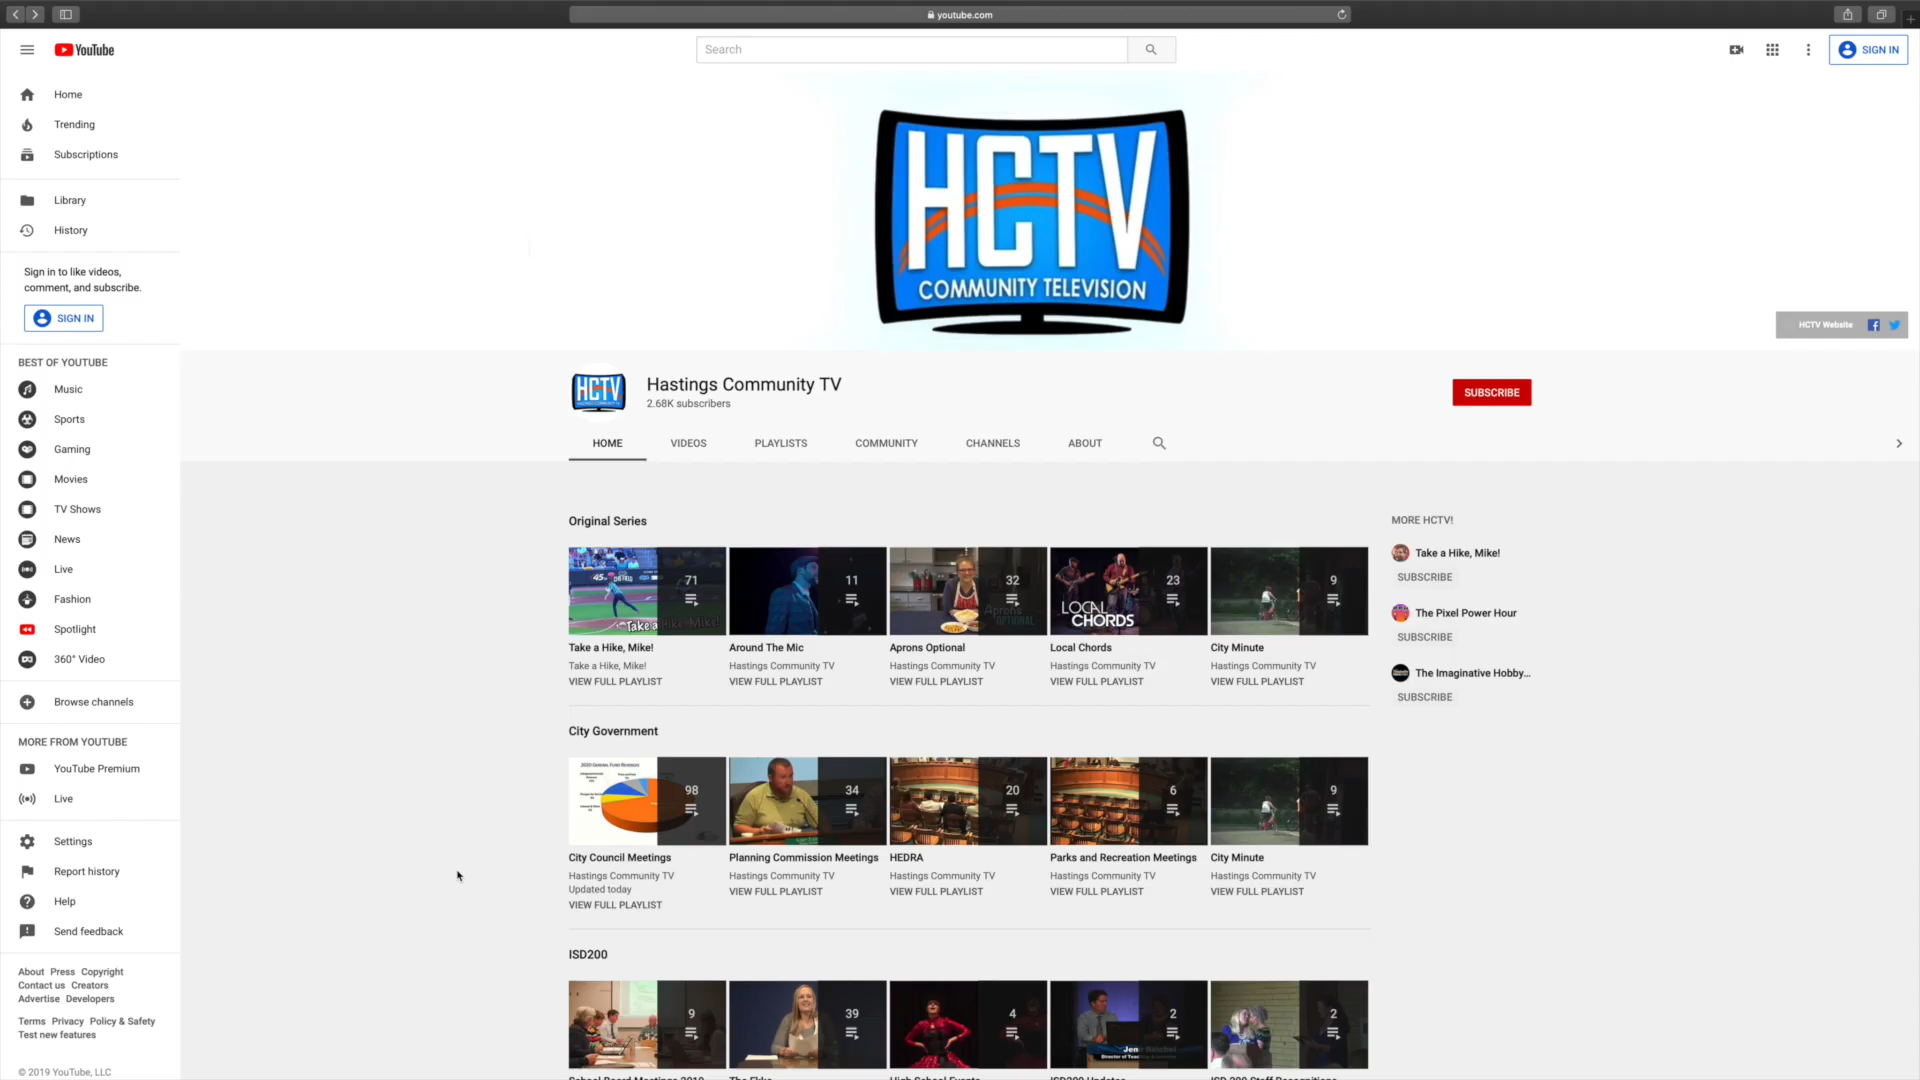 youtube.com
YouTube
Search
SIGN IN
Home
Trending
Subscriptions
Library
History
Sign in to like videos,
comment, and subscribe.
SIGN IN
BEST OF YOUTUBE
Music
Sports
Gaming
Movies
TV Shows
News
Live
Fashion
Spotlight
360° Video
Browse channels
MORE FROM YOUTUBE
YouTube Premium
Live
Settings
Report history
Help
Send feedback
About Press Copyright
Contact us Creators
Advertise Developers
Terms Privacy Policy & Safety
Test new features
© 2019 YouTube, LLC
HCTV
COMMUNITY TELEVISION
HCTV Website
HCTV
Hastings Community TV
2.68K subscribers
SUBSCRIBE
HOME VIDEOS PLAYLISTS COMMUNITY CHANNELS ABOUT
Original Series
71 11 32 23 9
Take a Hike, Mike!
Aprons OPTIONAL
LOCAL
CHORDS
Take a Hike, Mike! Around The Mic Aprons Optional Local Chords City Minute
Take a Hike, Mike! Hastings Community TV Hastings Community TV Hastings Community TV Hastings Community TV
VIEW FULL PLAYLIST VIEW FULL PLAYLIST VIEW FULL PLAYLIST VIEW FULL PLAYLIST VIEW FULL PLAYLIST
City Government
2020 GENERAL FUND REVENUES
98 34 20 6 9
City Council Meetings Planning Commission Meetings HEDRA Parks and Recreation Meetings City Minute
Hastings Community TV Hastings Community TV Hastings Community TV Hastings Community TV Hastings Community TV
Updated today
VIEW FULL PLAYLIST VIEW FULL PLAYLIST VIEW FULL PLAYLIST VIEW FULL PLAYLIST
VIEW FULL PLAYLIST
ISD200
9 39 4 2 2
MORE HCTV!
Take a Hike, Mike!
SUBSCRIBE
The Pixel Power Hour
SUBSCRIBE
The Imaginative Hobby...
SUBSCRIBE